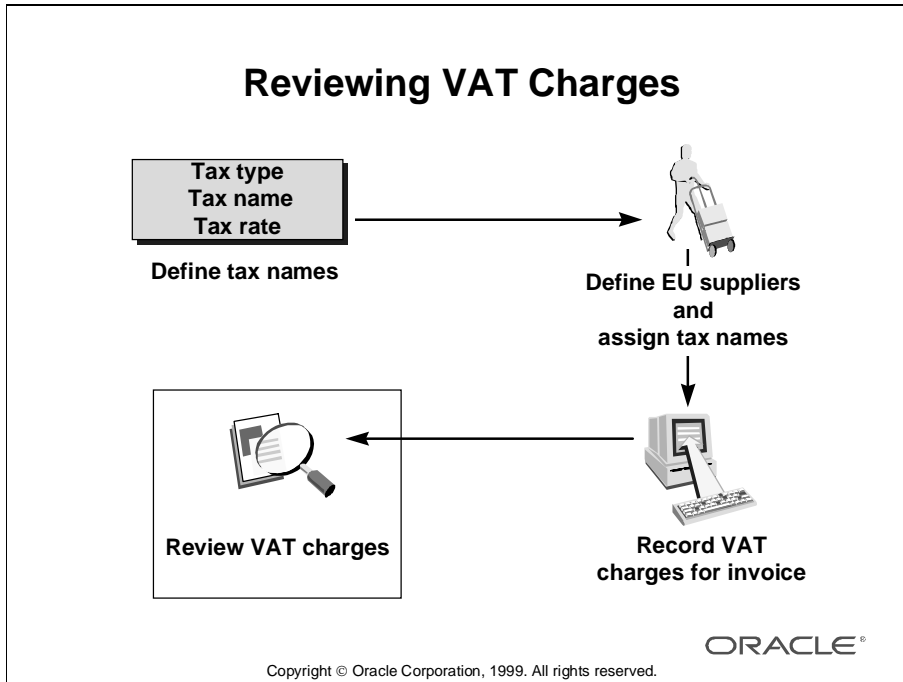 Reviewing VAT Charges
Tax type
Tax name
Tax rate
Define tax names
Define EU suppliers
and
assign tax names
Record VAT
charges for invoice
Review VAT charges
ORACLE®
Copyright © Oracle Corporation, 1999. All rights reserved.